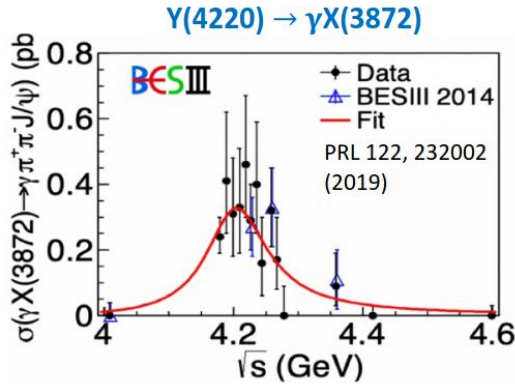 Y(4220) → γX(3872)
σ(γX(3872)→γπ⁺π⁻J/ψ) (pb
0.8
0.6
0.4
0.2
0
BESIII
Data
BESIII 2014
Fit
PRL 122, 232002
(2019)
4
4.2
4.4
4.6
√s (GeV)